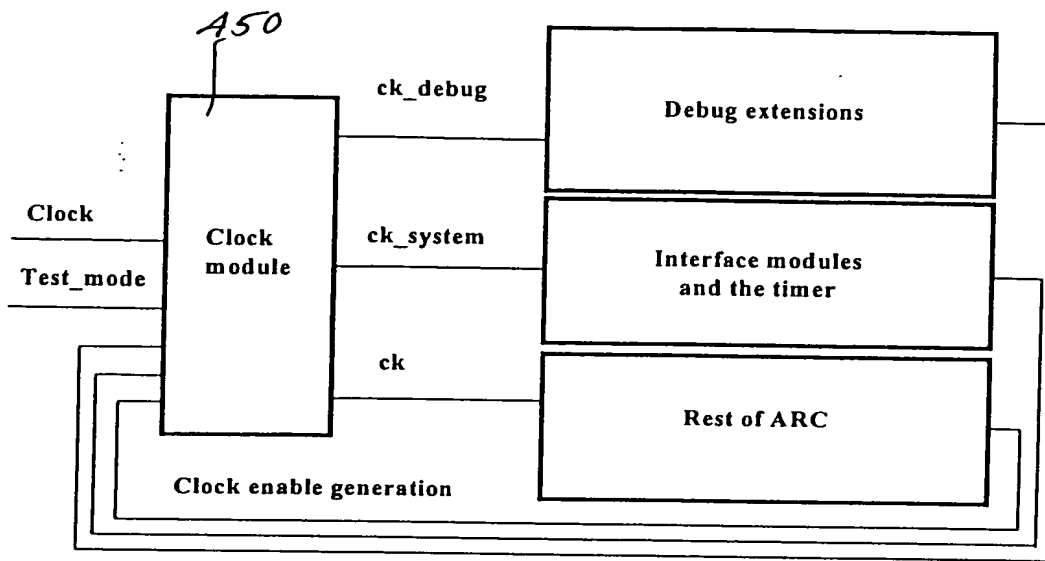 A50
ck_debug
Debug extensions
Clock
Clock
module
ck_system
Interface modules
and the timer
Test_mode
ck
Rest of ARC
Clock enable generation